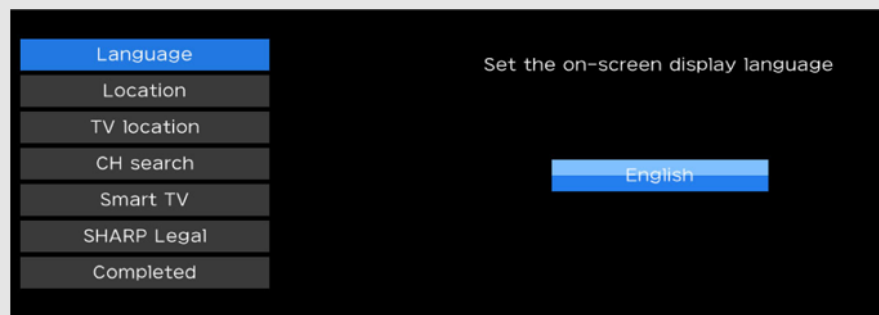 Language
Location
TV location
CH search
Smart TV
SHARP Legal
Completed
Set the on-screen display language
English